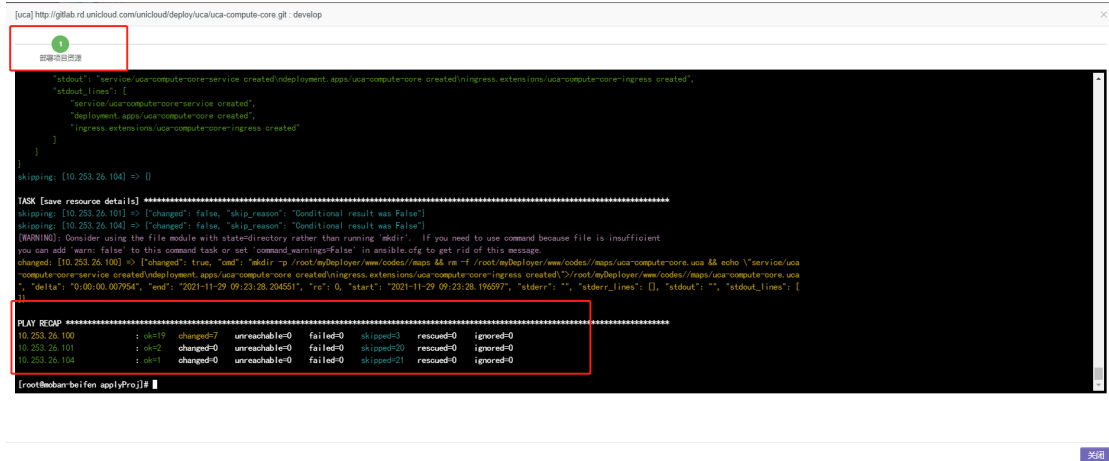 [uca] http://gitlab.rd.unicloud.com/unicloud/deploy/uca/uca-compute-core.git : develop
×
1
部署项目资源
"stdout": "service/uca-compute-core-service created\ndeployment.apps/uca-compute-core created\ningress.extensions/uca-compute-core-ingress created",
"stdout_lines": [
"service/uca-compute-core-service created",
"deployment.apps/uca-compute-core created",
"ingress.extensions/uca-compute-core-ingress created"
]
}
}
skipping: [10.253.26.104] => {}
TASK [save resource details] ****************************************************************************************************
skipping: [10.253.26.101] => {"changed": false, "skip_reason": "Conditional result was False"}
skipping: [10.253.26.104] => {"changed": false, "skip_reason": "Conditional result was False"}
[WARNING]: Consider using the file module with state=directory rather than running 'mkdir'. If you need to use command because file is insufficient
you can add 'warn: false' to this command task or set 'command_warnings=False' in ansible.cfg to get rid of this message.
changed: [10.253.26.100] => {"changed": true, "cmd": "mkdir -p /root/myDeployer/www/codes//maps && rm -f /root/myDeployer/www/codes//maps/uca-compute-core.uca && echo \"service/uca
-compute-core-service created\ndeployment.apps/uca-compute-core created\ningress.extensions/uca-compute-core-ingress created\">/root/myDeployer/www/codes//maps/uca-compute-core.uca
", "delta": "0:00:00.007954", "end": "2021-11-29 09:23:28.204551", "rc": 0, "start": "2021-11-29 09:23:28.196597", "stderr": "", "stderr_lines": [], "stdout": "", "stdout_lines": [
]}
PLAY RECAP ****************************************************************************************************
10.253.26.100 : ok=19 changed=7 unreachable=0 failed=0 skipped=3 rescued=0 ignored=0
10.253.26.101 : ok=2 changed=0 unreachable=0 failed=0 skipped=20 rescued=0 ignored=0
10.253.26.104 : ok=1 changed=0 unreachable=0 failed=0 skipped=21 rescued=0 ignored=0
[root@moban-beifen applyProj]#
关闭